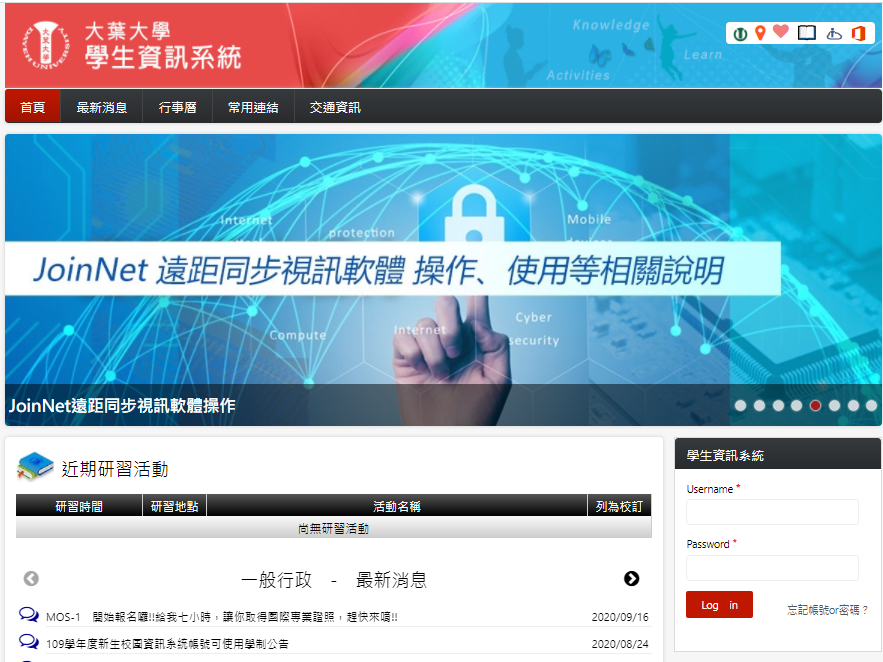 大葉大學
學生資訊系統
Knowledge
Learn
Activities
首頁
最新消息
行事曆
常用連結
交通資訊
Internet
protection
Mobile
JoinNet 遠距同步視訊軟體 操作、使用等相關說明
Cyber
security
Internet
Compute
JoinNet遠距同步視訊軟體操作
近期研習活動
研習時間 研習地點 活動名稱 列為校訂
尚無研習活動
一般行政 - 最新消息
MOS-1 開始報名囉!!給我七小時，讓你取得國際專業證照，趕快來唷!! 2020/09/16
109學年度新生校園資訊系統帳號可使用學制公告 2020/08/24
學生資訊系統
Username *
Password *
Log in
忘記帳號or密碼？